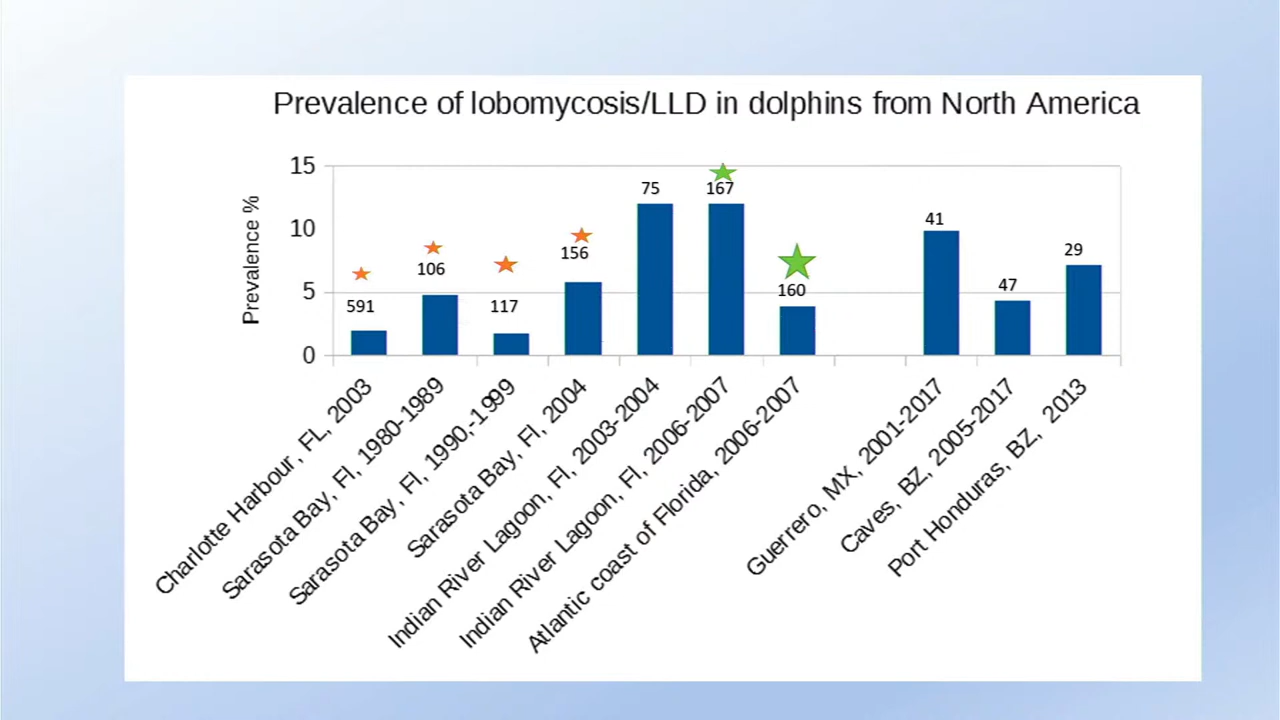 Prevalence of lobomycosis/LLD in dolphins from North America
Prevalence %
15
10
5
0
591
106
117
156
75
167
160
41
47
29
Charlotte Harbour, FL, 2003
Sarasota Bay, Fl, 1980-1989
Sarasota Bay, Fl, 1990,-1999
Sarasota Bay, Fl, 2004
Indian River Lagoon, Fl, 2003-2004
Indian River Lagoon, Fl, 2006-2007
Atlantic coast of Florida, 2006-2007
Guerrero, MX, 2001-2017
Caves, BZ, 2005-2017
Port Honduras, BZ, 2013